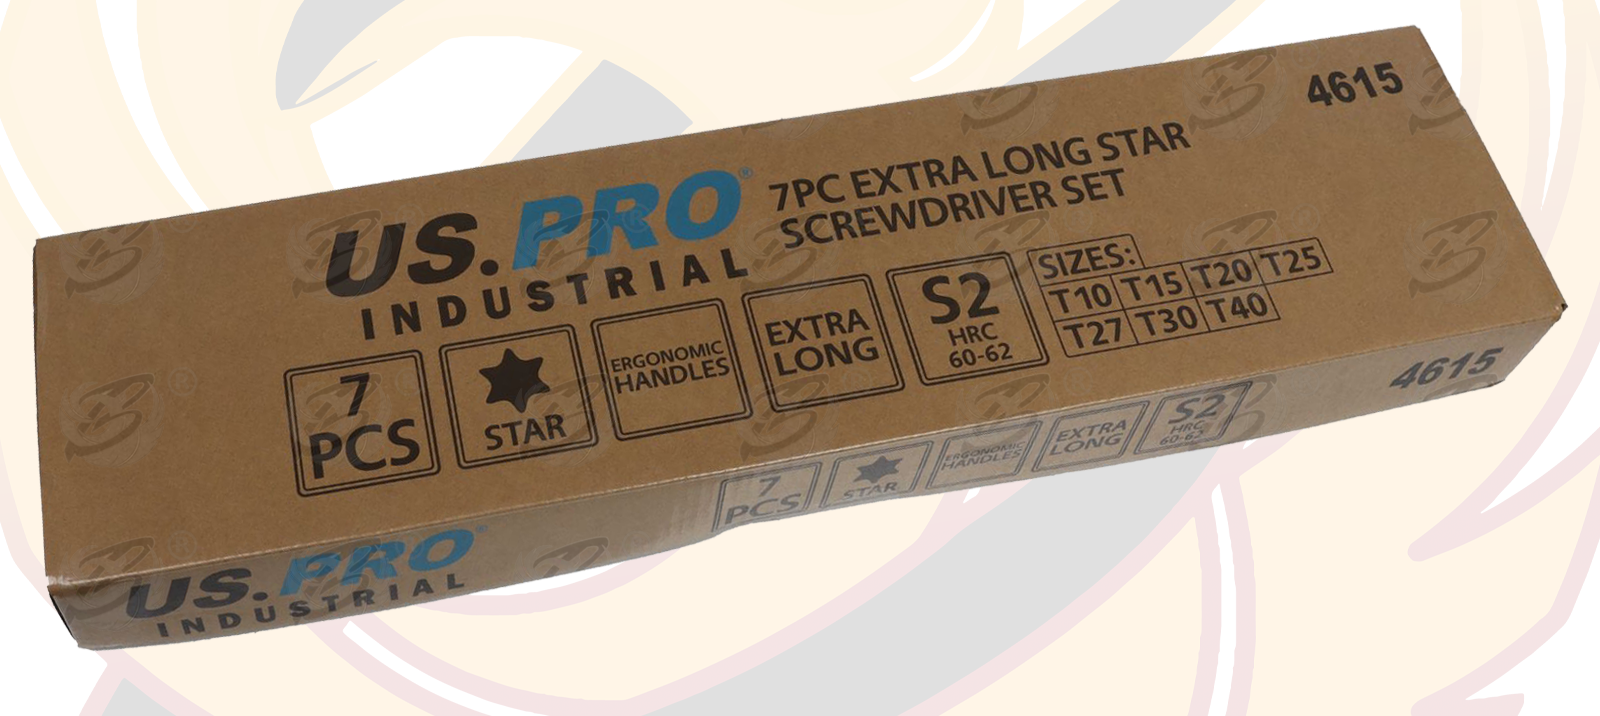 4615
US.PRO®
INDUSTRIAL
7PC EXTRA LONG STAR
SCREWDRIVER SET
7
PCS
STAR
ERGONOMIC
HANDLES
EXTRA
LONG
S2
HRC
60-62
SIZES:
T10 T15 T20 T25
T27 T30 T40
US.PRO®
INDUSTRIAL
7
PCS
STAR
ERGONOMIC
HANDLES
EXTRA
LONG
S2
HRC
60-62
4615